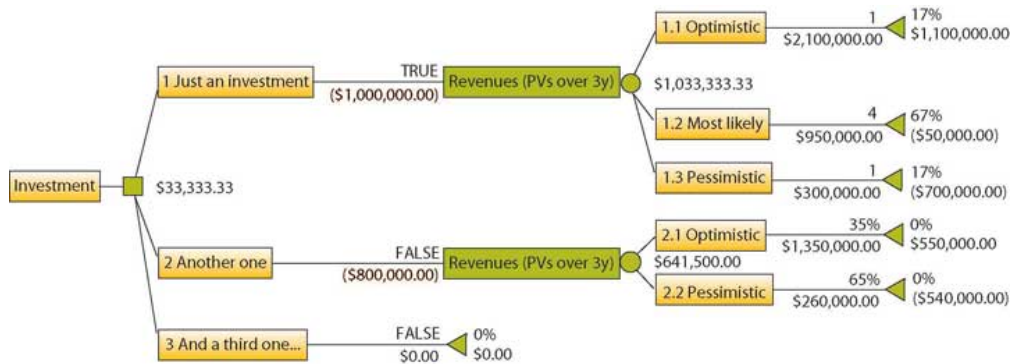 1.1 Optimistic
1
$2,100,000.00
17%
$1,100,000.00
1 Just an investment
TRUE
($1,000,000.00)
Revenues (PVs over 3y)
$1,033,333.33
1.2 Most likely
4
$950,000.00
67%
($50,000.00)
1.3 Pessimistic
1
$300,000.00
17%
($700,000.00)
Investment
$33,333.33
2 Another one
FALSE
($800,000.00)
Revenues (PVs over 3y)
$641,500.00
2.1 Optimistic
35%
$1,350,000.00
0%
$550,000.00
2.2 Pessimistic
65%
$260,000.00
0%
($540,000.00)
3 And a third one...
FALSE
$0.00
0%
$0.00